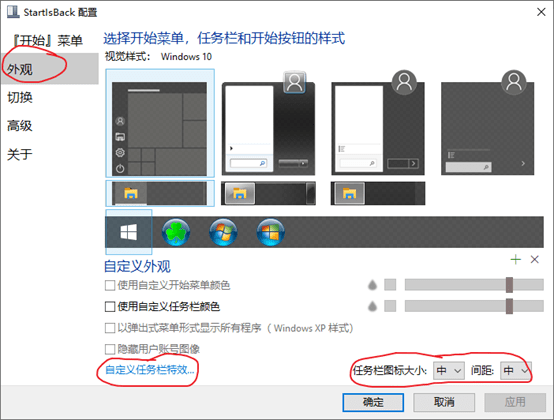 StartIsBack 配置
『开始』菜单
外观
切换
高级
关于
选择开始菜单，任务栏和开始按钮的样式
视觉样式： Windows 10
自定义外观
使用自定义开始菜单颜色
使用自定义任务栏颜色
以弹出式菜单形式显示所有程序（ Windows XP 样式）
隐藏用户账号图像
自定义任务栏特效...
任务栏图标大小: 中 间距: 中
确定 取消 应用